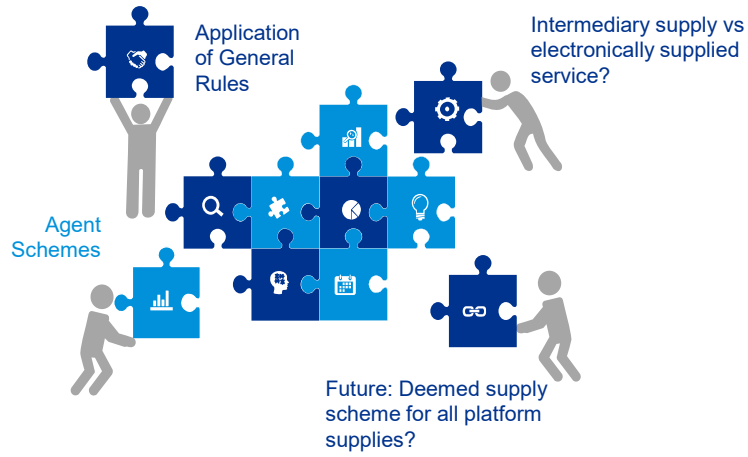 Application
of General
Rules
Intermediary supply vs
electronically supplied
service?
Agent
Schemes
Future: Deemed supply
scheme for all platform
supplies?